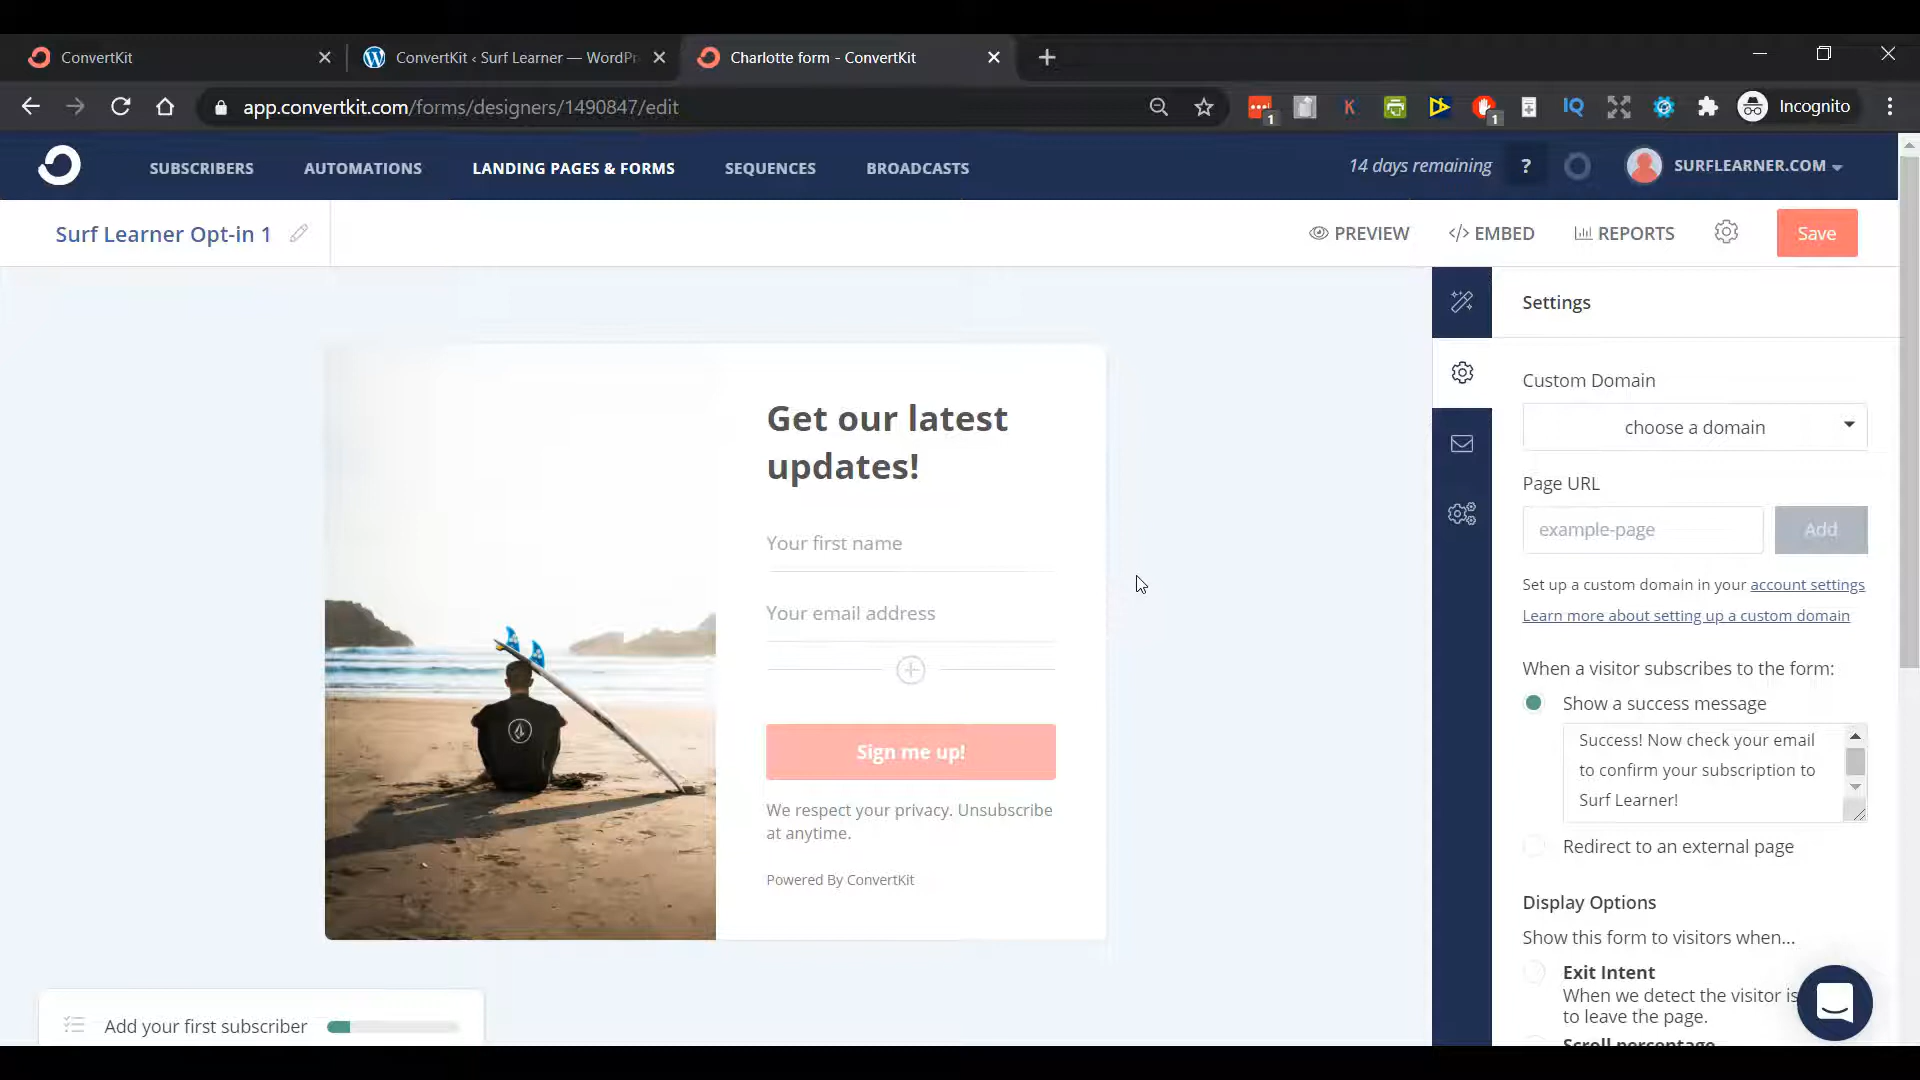 ConvertKit
ConvertKit ‹ Surf Learner — WordPr
Charlotte form - ConvertKit
app.convertkit.com/forms/designers/1490847/edit
1
K
1
IQ
Incognito
SUBSCRIBERS
AUTOMATIONS
LANDING PAGES & FORMS
SEQUENCES
BROADCASTS
14 days remaining
?
SURFLEARNER.COM
Surf Learner Opt-in 1
PREVIEW
</> EMBED
REPORTS
Save
Get our latest
updates!
Your first name
Your email address
Sign me up!
We respect your privacy. Unsubscribe
at anytime.
Powered By ConvertKit
Add your first subscriber
Settings
Custom Domain
choose a domain
Page URL
example-page
Add
Set up a custom domain in your account settings
Learn more about setting up a custom domain
When a visitor subscribes to the form:
Show a success message
Success! Now check your email
to confirm your subscription to
Surf Learner!
Redirect to an external page
Display Options
Show this form to visitors when...
Exit Intent
When we detect the visitor is
to leave the page.
Scroll percentage